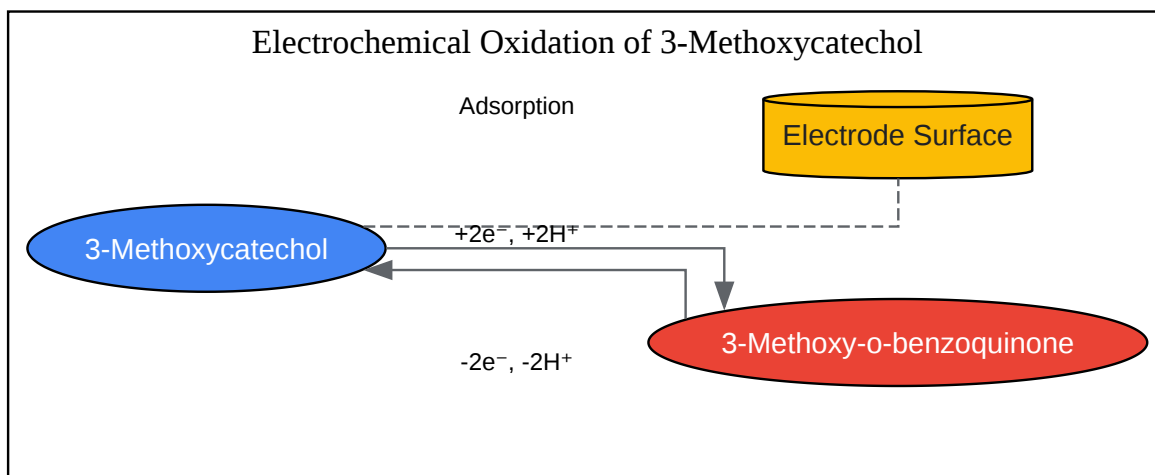 Electrochemical Oxidation of 3-Methoxycatechol
Adsorption
Electrode Surface
3-Methoxycatechol
+2e⁻, +2H⁺
3-Methoxy-o-benzoquinone
-2e⁻, -2H⁺